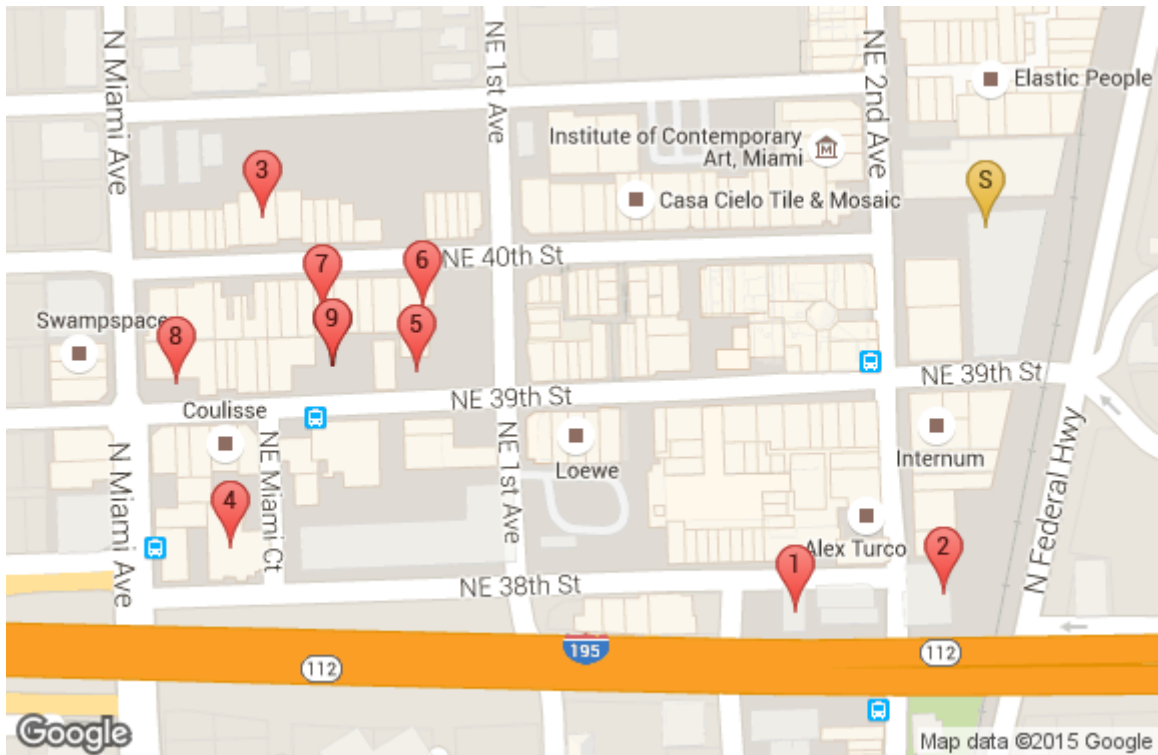 N Miami Ave
NE 1st Ave
NE 2nd Ave
Elastic People
Institute of Contemporary
Art, Miami
3
S
Casa Cielo Tile & Mosaic
NE 40th St
7
6
Swampspace
8
9
5
NE 39th St
NE 39th St
Coulisse
N Miami Ave
NE Miami Ct
NE 1st Ave
Loewe
Internum
N Federal Hwy
4
Alex Turco
1
2
NE 38th St
195
112
112
Google
Map data ©2015 Google